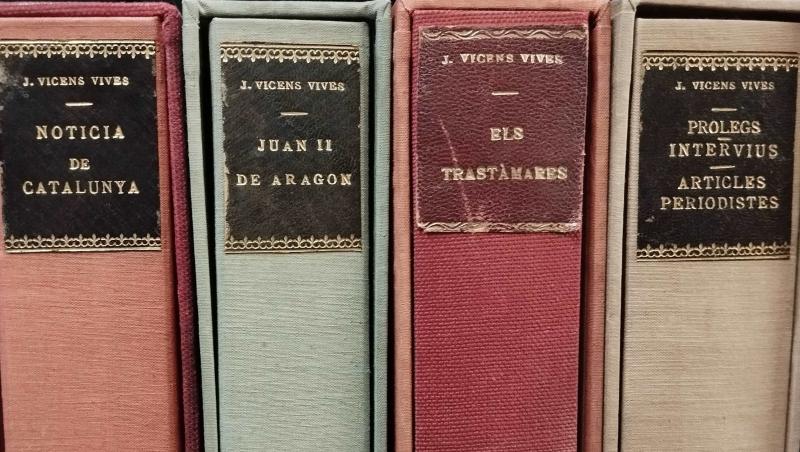 J. VICENS VIVES
NOTICIA
DE
CATALUNYA
J. VICENS VIVES
JUAN II
DE ARAGON
J. VICENS VIVES
ELS
TRASTÀMARES
J. VICENS VIVES
PROLEGS
INTERVIUS
ARTICLES
PERIODISTES